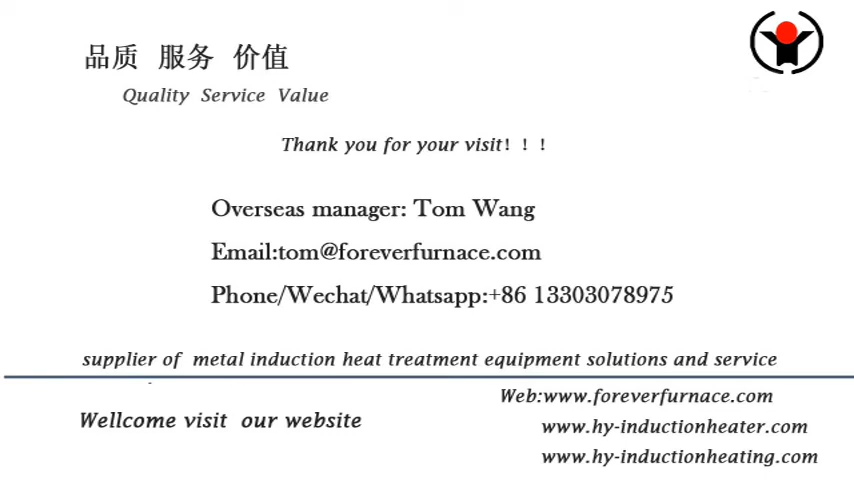 品质 服务 价值
Quality Service Value
Thank you for your visit！！！
Overseas manager: Tom Wang
Email:tom@foreverfurnace.com
Phone/Wechat/Whatsapp:+86 13303078975
supplier of metal induction heat treatment equipment solutions and service
Wellcome visit our website
Web:www.foreverfurnace.com
www.hy-inductionheater.com
www.hy-inductionheating.com